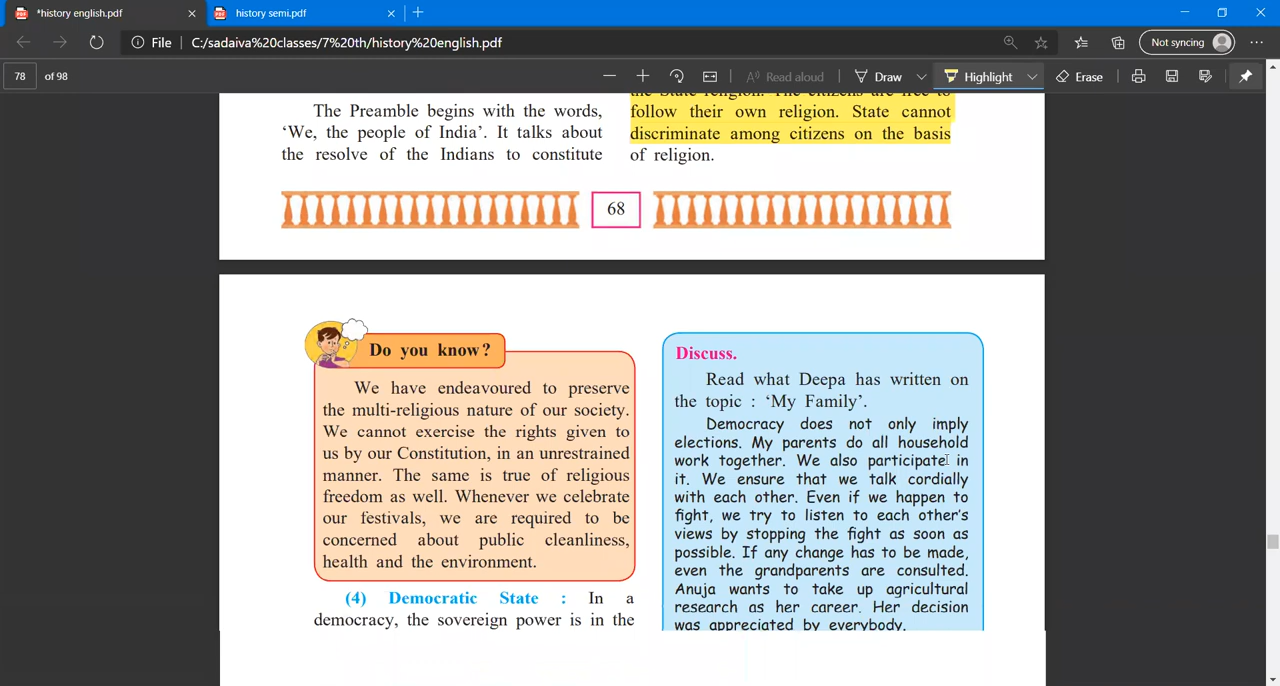 *history english.pdf
history semi.pdf
File C:/sadaiva%20classes/7%20th/history%20english.pdf
Not syncing
78 of 98
Read aloud Draw Highlight Erase
The Preamble begins with the words,
'We, the people of India'. It talks about
the resolve of the Indians to constitute
the State religion. The citizens are free to
follow their own religion. State cannot
discriminate among citizens on the basis
of religion.
68
Do you know?
We have endeavoured to preserve
the multi-religious nature of our society.
We cannot exercise the rights given to
us by our Constitution, in an unrestrained
manner. The same is true of religious
freedom as well. Whenever we celebrate
our festivals, we are required to be
concerned about public cleanliness,
health and the environment.
(4) Democratic State : In a
democracy, the sovereign power is in the
Discuss.
Read what Deepa has written on
the topic : 'My Family'.
Democracy does not only imply
elections. My parents do all household
work together. We also participate in
it. We ensure that we talk cordially
with each other. Even if we happen to
fight, we try to listen to each other's
views by stopping the fight as soon as
possible. If any change has to be made,
even the grandparents are consulted.
Anuja wants to take up agricultural
research as her career. Her decision
was appreciated by everybody.